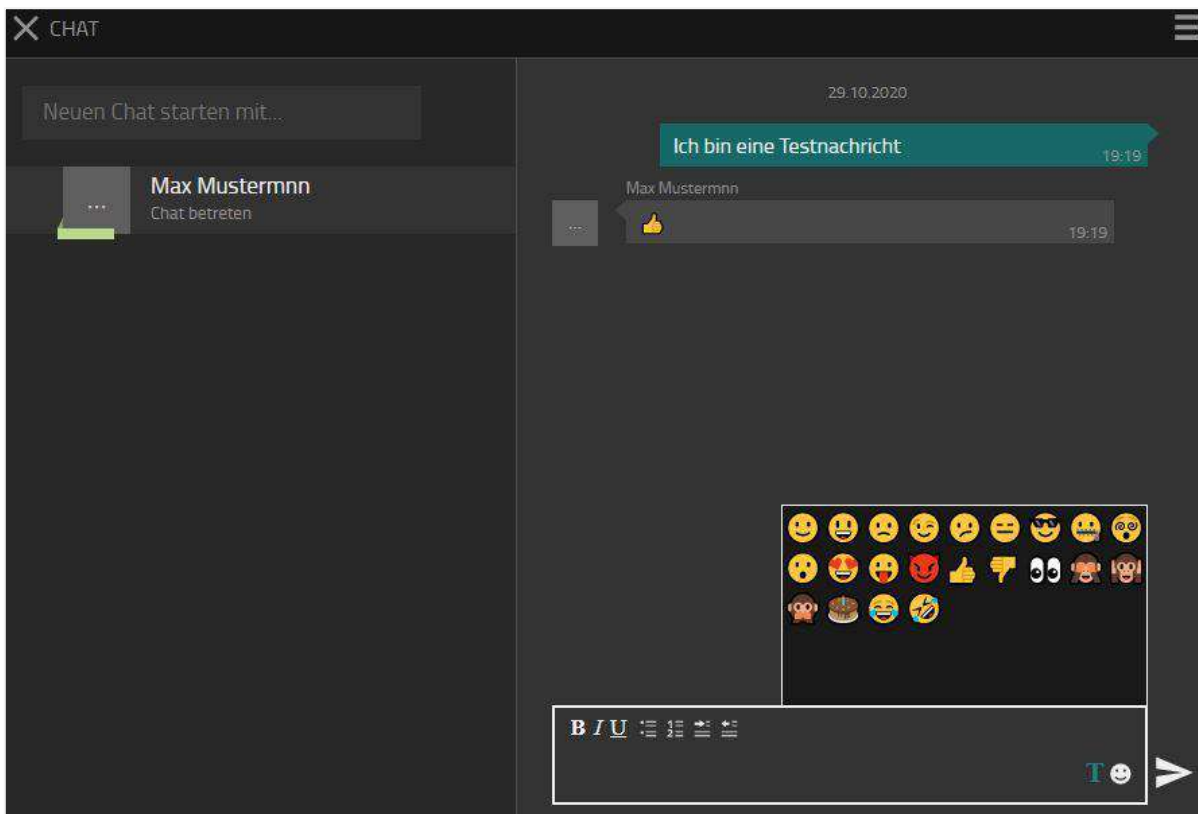 CHAT
Neuen Chat starten mit...
...
Max Mustermnn
Chat betreten
29.10.2020
Ich bin eine Testnachricht
19:19
Max Mustermnn
...
👍
19:19
B I U
T